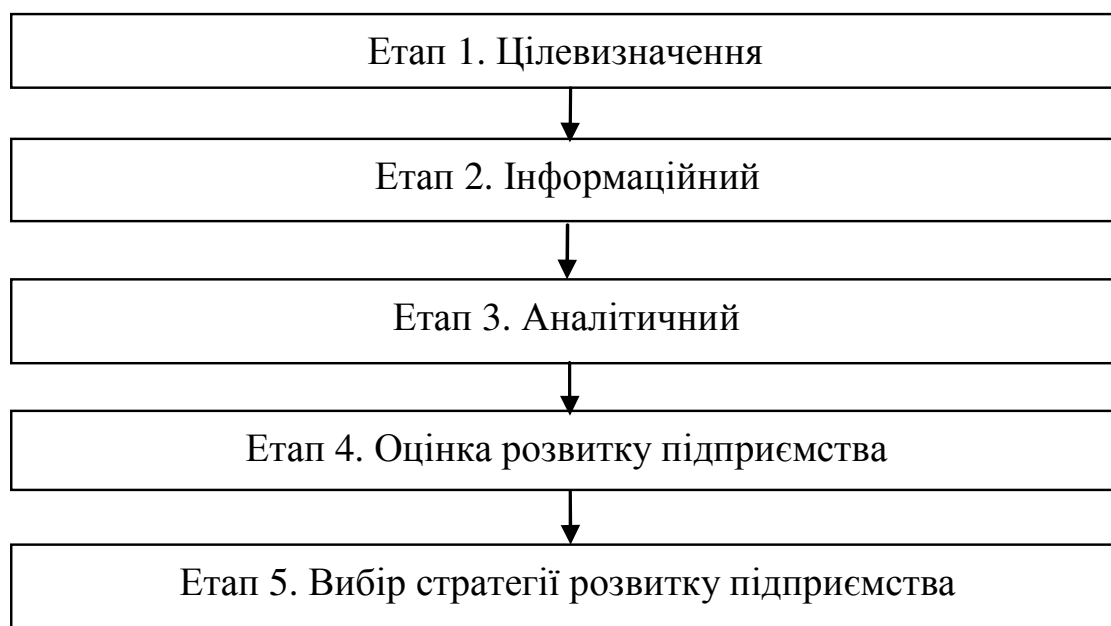 Етап 1. Цілевизначення
Етап 2. Інформаційний
Етап 3. Аналітичний
Етап 4. Оцінка розвитку підприємства
Етап 5. Вибір стратегії розвитку підприємства